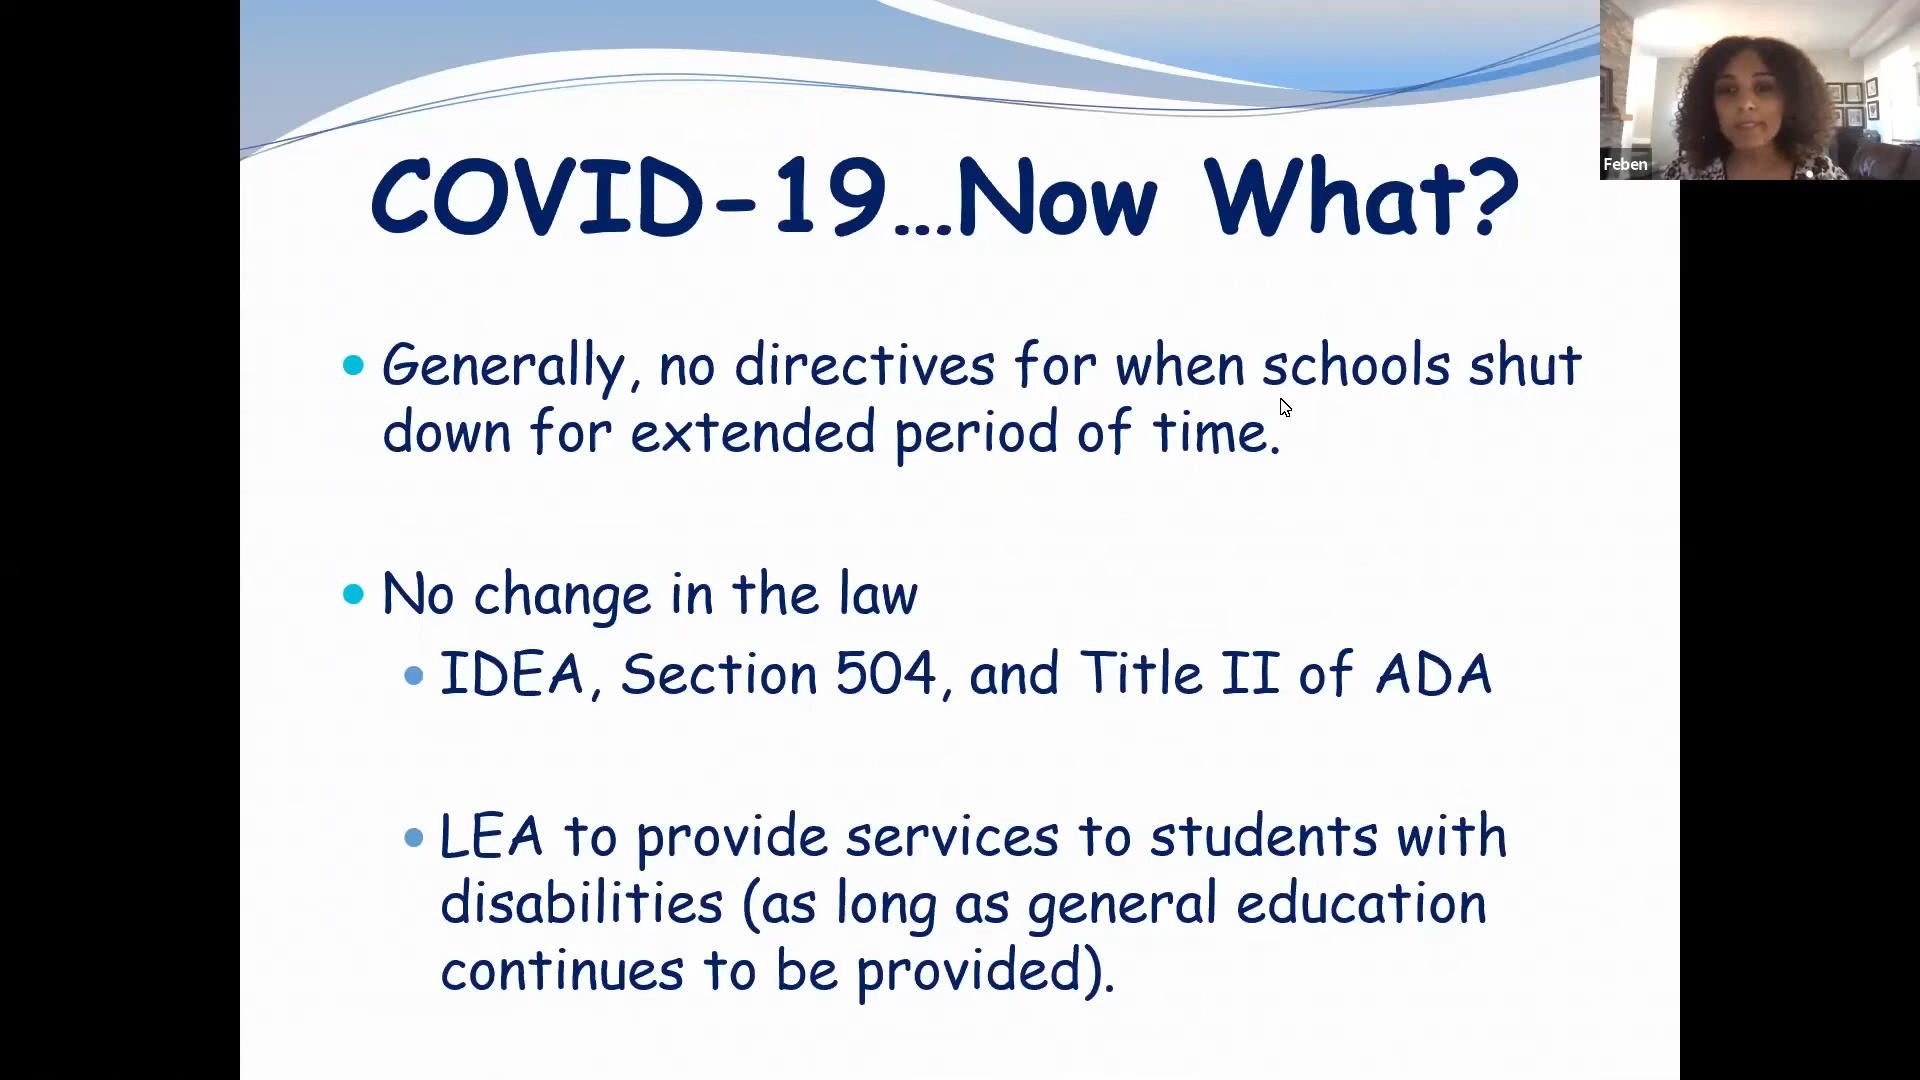 COVID-19...Now What?
Feben
Generally, no directives for when schools shut
down for extended period of time.
No change in the law
IDEA, Section 504, and Title II of ADA
LEA to provide services to students with
disabilities (as long as general education
continues to be provided).